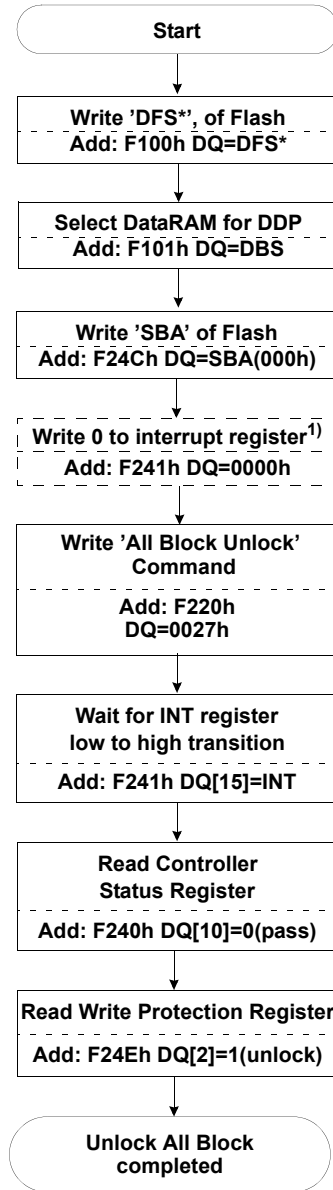 Start
Write 'DFS*', of Flash
Add: F100h DQ=DFS*
Select DataRAM for DDP
Add: F101h DQ=DBS
Write 'SBA' of Flash
Add: F24Ch DQ=SBA(000h)
Write 0 to interrupt register1)
Add: F241h DQ=0000h
Write 'All Block Unlock'
Command
Add: F220h
DQ=0027h
Wait for INT register
low to high transition
Add: F241h DQ[15]=INT
Read Controller
Status Register
Add: F240h DQ[10]=0(pass)
Read Write Protection Register
Add: F24Eh DQ[2]=1(unlock)
Unlock All Block
completed